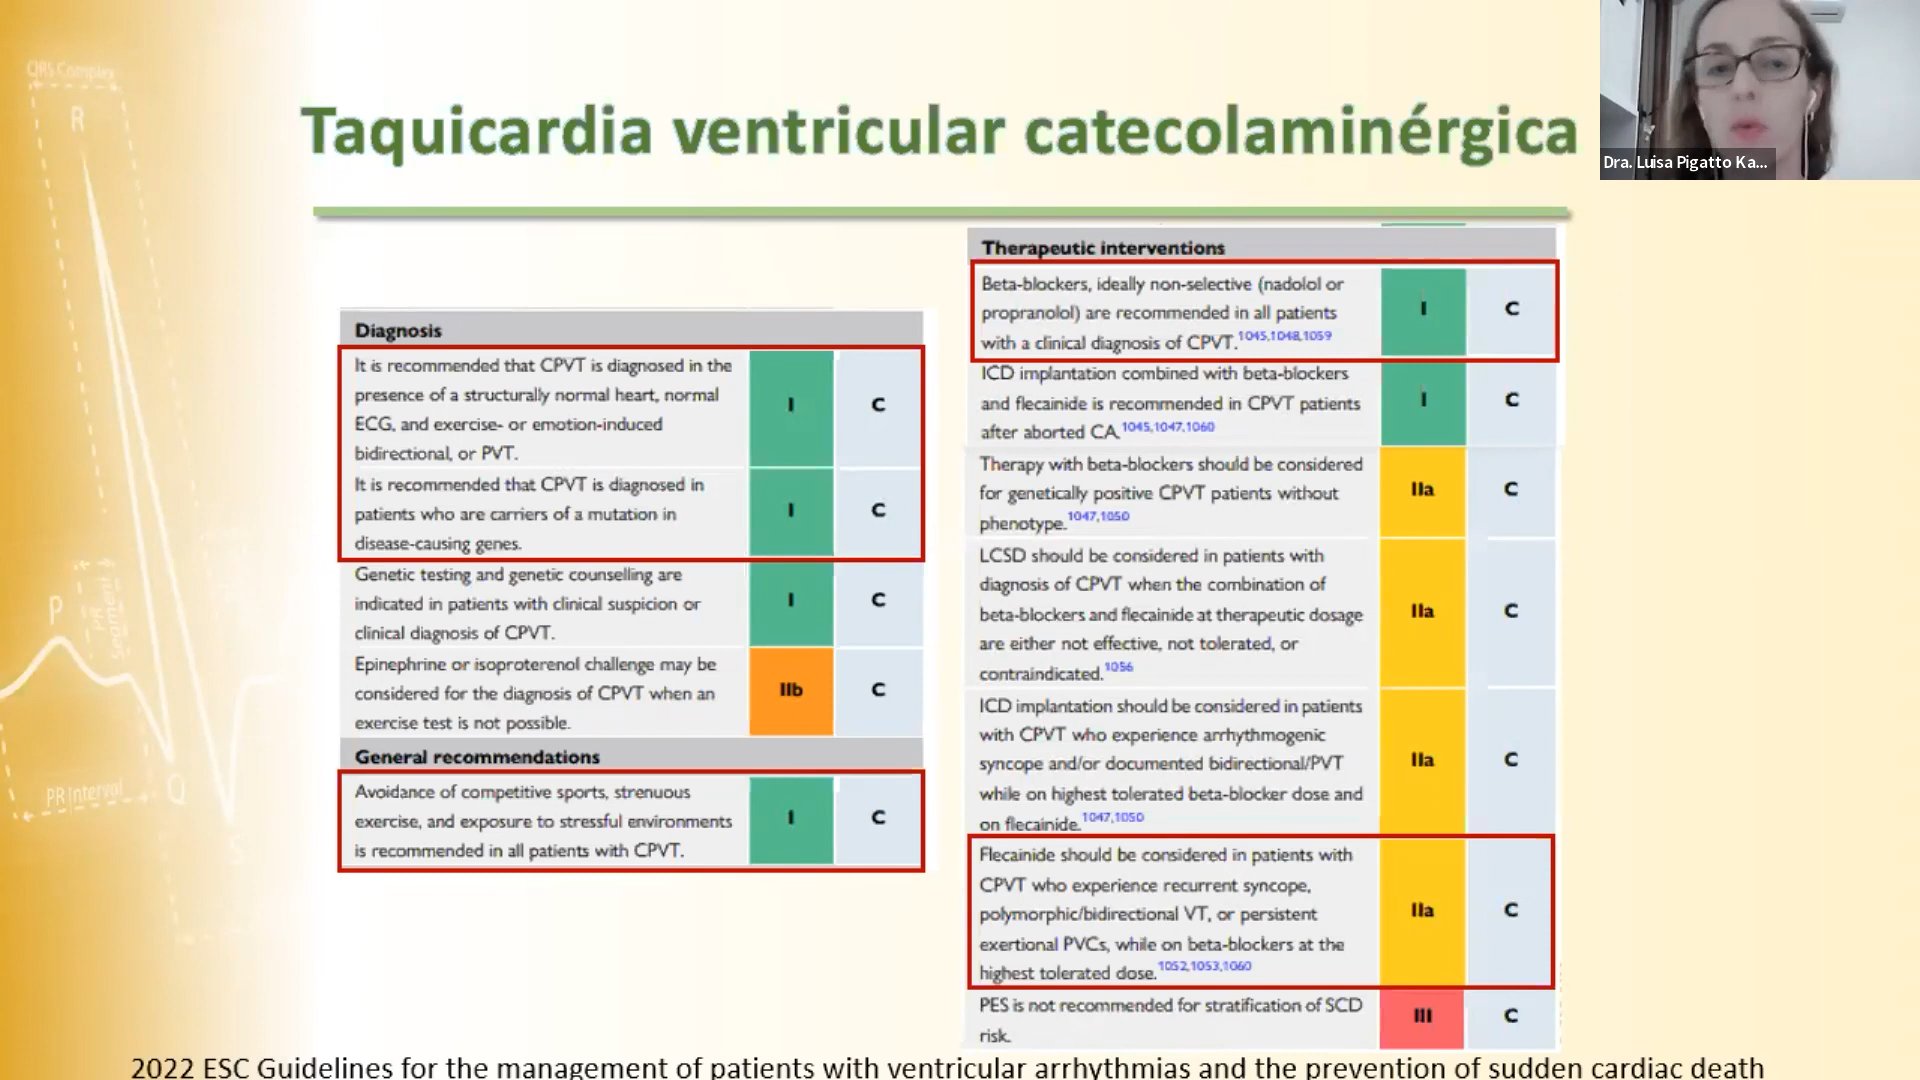 QRS Complex
R
P
PR
Segment
PR Interval
Q
S
Taquicardia ventricular catecolaminérgica
Dra. Luisa Pigatto Ka...
Diagnosis
It is recommended that CPVT is diagnosed in the
presence of a structurally normal heart, normal
ECG, and exercise- or emotion-induced
bidirectional, or PVT.
I
C
It is recommended that CPVT is diagnosed in
patients who are carriers of a mutation in
disease-causing genes.
I
C
Genetic testing and genetic counselling are
indicated in patients with clinical suspicion or
clinical diagnosis of CPVT.
I
C
Epinephrine or isoproterenol challenge may be
considered for the diagnosis of CPVT when an
exercise test is not possible.
IIb
C
General recommendations
Avoidance of competitive sports, strenuous
exercise, and exposure to stressful environments
is recommended in all patients with CPVT.
I
C
Therapeutic interventions
Beta-blockers, ideally non-selective (nadolol or
propranolol) are recommended in all patients
with a clinical diagnosis of CPVT.1045,1048,1059
I
C
ICD implantation combined with beta-blockers
and flecainide is recommended in CPVT patients
after aborted CA.1045,1047,1060
I
C
Therapy with beta-blockers should be considered
for genetically positive CPVT patients without
phenotype.1047,1050
IIa
C
LCSD should be considered in patients with
diagnosis of CPVT when the combination of
beta-blockers and flecainide at therapeutic dosage
are either not effective, not tolerated, or
contraindicated.1056
IIa
C
ICD implantation should be considered in patients
with CPVT who experience arrhythmogenic
syncope and/or documented bidirectional/PVT
while on highest tolerated beta-blocker dose and
on flecainide.1047,1050
IIa
C
Flecainide should be considered in patients with
CPVT who experience recurrent syncope,
polymorphic/bidirectional VT, or persistent
exertional PVCs, while on beta-blockers at the
highest tolerated dose.1052,1053,1060
IIa
C
PES is not recommended for stratification of SCD
risk.
III
C
2022 ESC Guidelines for the management of patients with ventricular arrhythmias and the prevention of sudden cardiac death